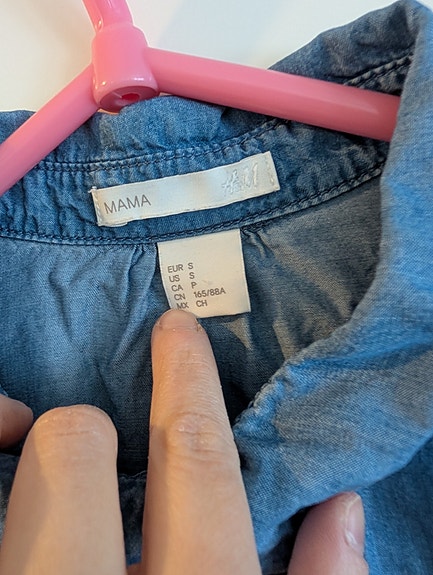 MAMA H&M
EUR S
US S
CA P
CN 165/88A
MX CH